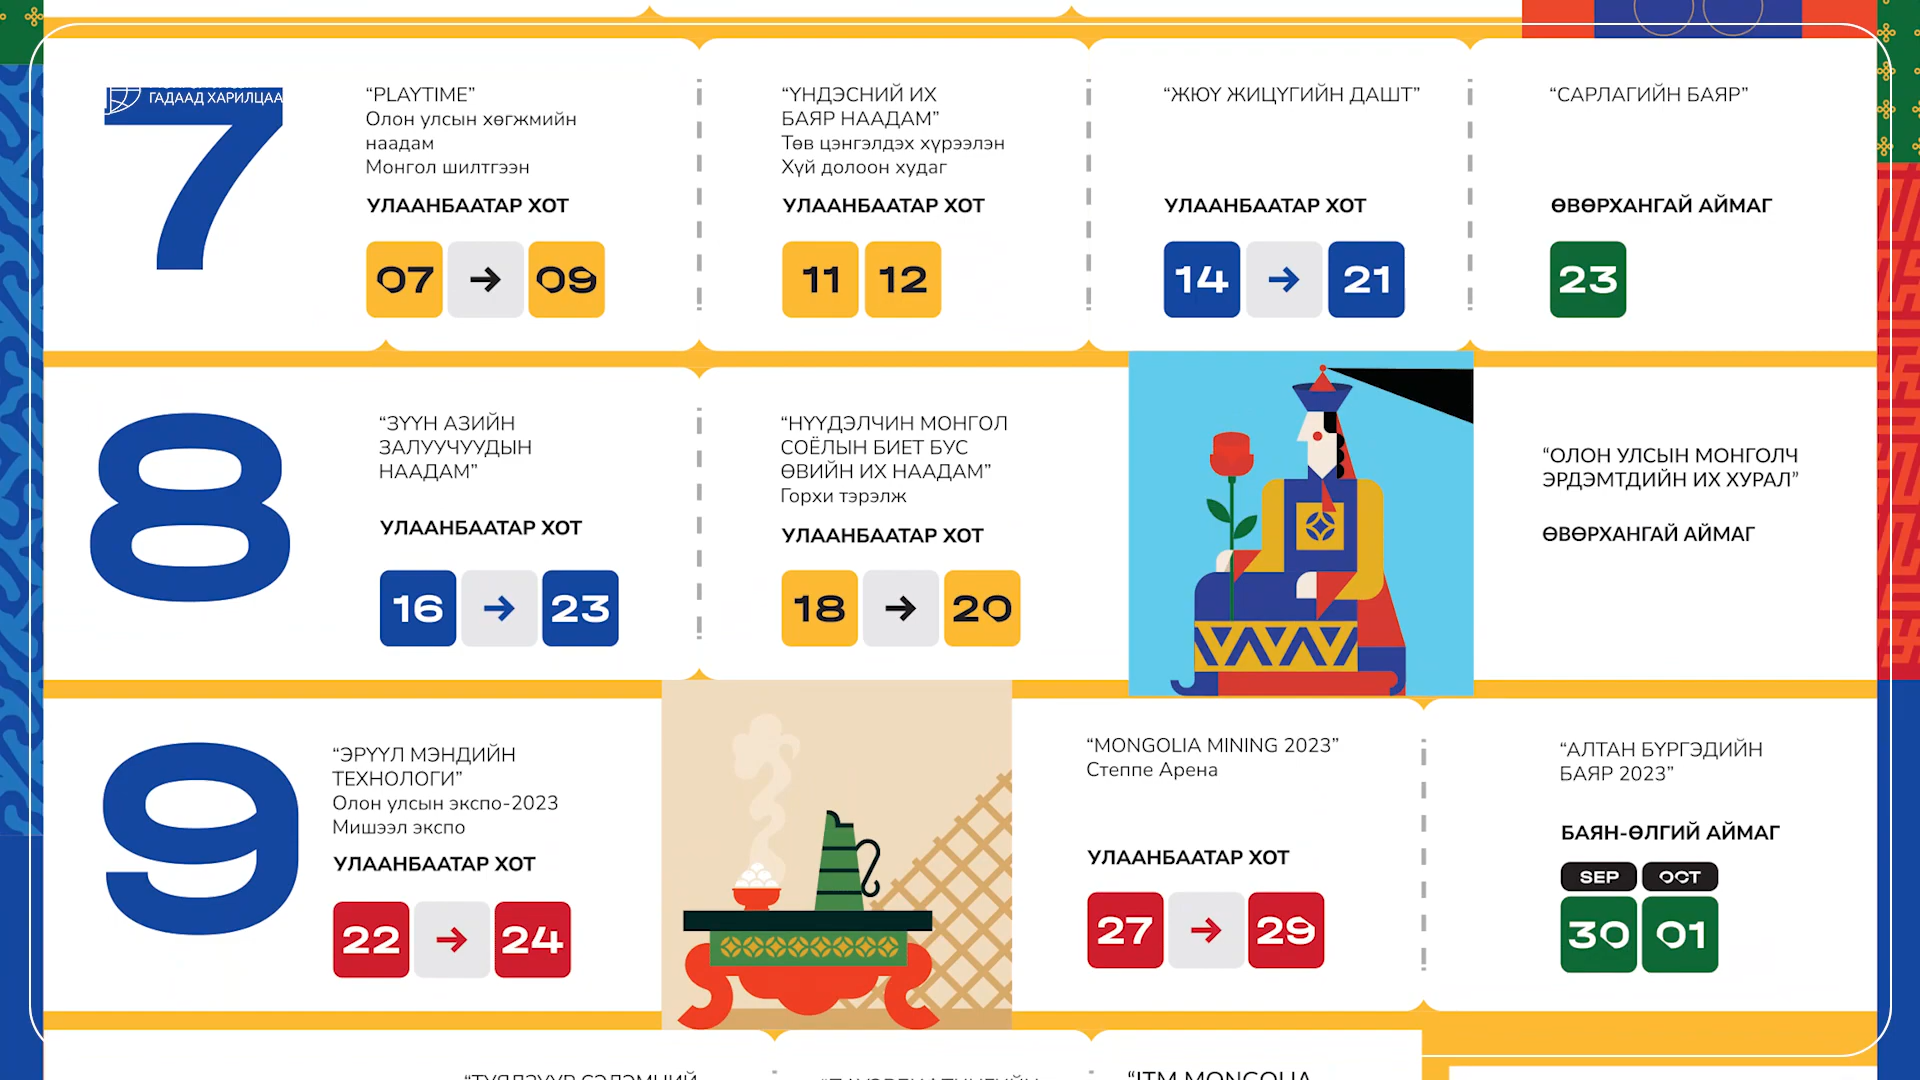 ГАДААД ХАРИЛЦАА
7
“PLAYTIME”
Олон улсын хөгжмийн
наадам
Монгол шилтгээн
УЛААНБААТАР ХОТ
07 → 09
“ҮНДЭСНИЙ ИХ
БАЯР НААДАМ”
Төв цэнгэлдэх хүрээлэн
Хүй долоон худаг
УЛААНБААТАР ХОТ
11 12
“ЖЮҮ ЖИЦҮГИЙН ДАШТ”
УЛААНБААТАР ХОТ
14 → 21
“САРЛАГИЙН БАЯР”
ӨВӨРХАНГАЙ АЙМАГ
23
8
“ЗҮҮН АЗИЙН
ЗАЛУУЧУУДЫН
НААДАМ”
УЛААНБААТАР ХОТ
16 → 23
“НҮҮДЭЛЧИН МОНГОЛ
СОЁЛЫН БИЕТ БУС
ӨВИЙН ИХ НААДАМ”
Горхи тэрэлж
УЛААНБААТАР ХОТ
18 → 20
“ОЛОН УЛСЫН МОНГОЛЧ
ЭРДЭМТДИЙН ИХ ХУРАЛ”
ӨВӨРХАНГАЙ АЙМАГ
9
“ЭРҮҮЛ МЭНДИЙН
ТЕХНОЛОГИ”
Олон улсын экспо-2023
Мишээл экспо
УЛААНБААТАР ХОТ
22 → 24
“MONGOLIA MINING 2023”
Степпе Арена
УЛААНБААТАР ХОТ
27 → 29
“АЛТАН БҮРГЭДИЙН
БАЯР 2023”
БАЯН-ӨЛГИЙ АЙМАГ
SEP OCT
30 01
“ITM MONGOLIA